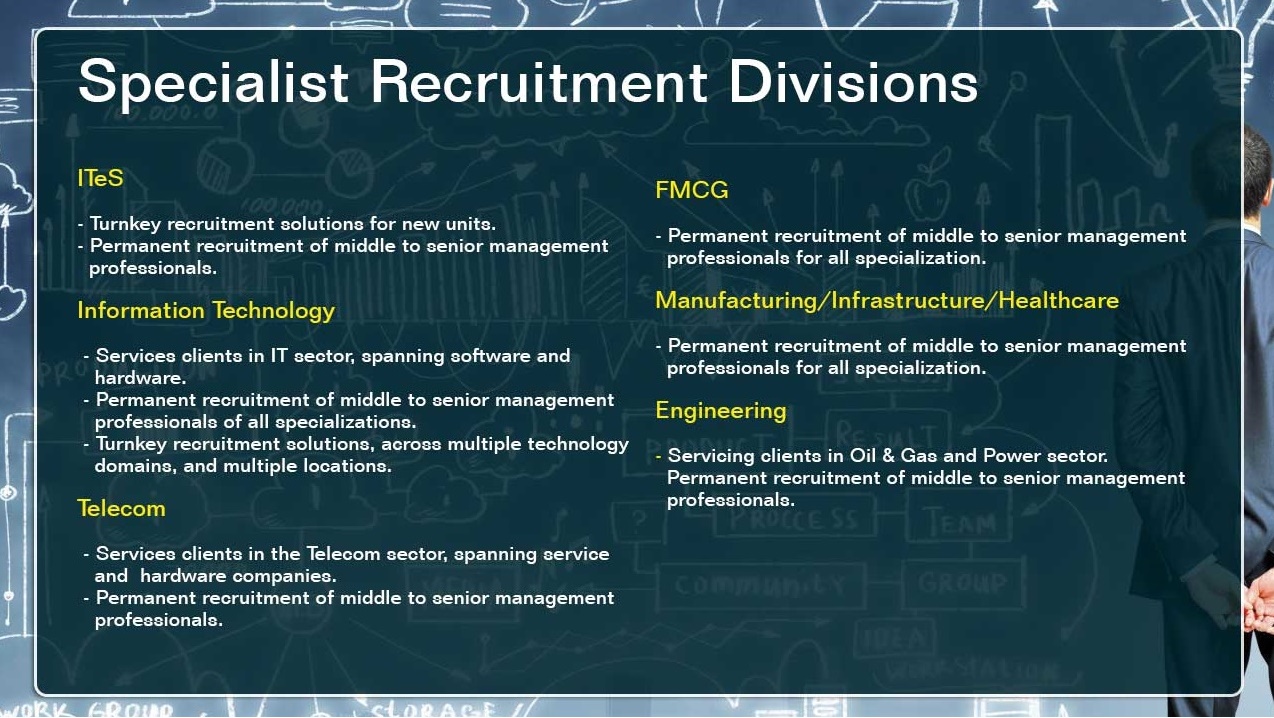 Specialist Recruitment Divisions
ITeS
- Turnkey recruitment solutions for new units.
- Permanent recruitment of middle to senior management
professionals.
Information Technology
- Services clients in IT sector, spanning software and
hardware.
- Permanent recruitment of middle to senior management
professionals of all specializations.
- Turnkey recruitment solutions, across multiple technology
domains, and multiple locations.
Telecom
- Services clients in the Telecom sector, spanning service
and  hardware companies.
- Permanent recruitment of middle to senior management
professionals.
FMCG
- Permanent recruitment of middle to senior management
professionals for all specialization.
Manufacturing/Infrastructure/Healthcare
- Permanent recruitment of middle to senior management
professionals for all specialization.
Engineering
- Servicing clients in Oil & Gas and Power sector.
Permanent recruitment of middle to senior management
professionals.
SUCCESS
100.000
PRODUCT
RESULT
?
PROCCESS
TEAM
COMMUNITY
GROUP
IDEA
WORKSTATION
WORK GROUP
STORAGE